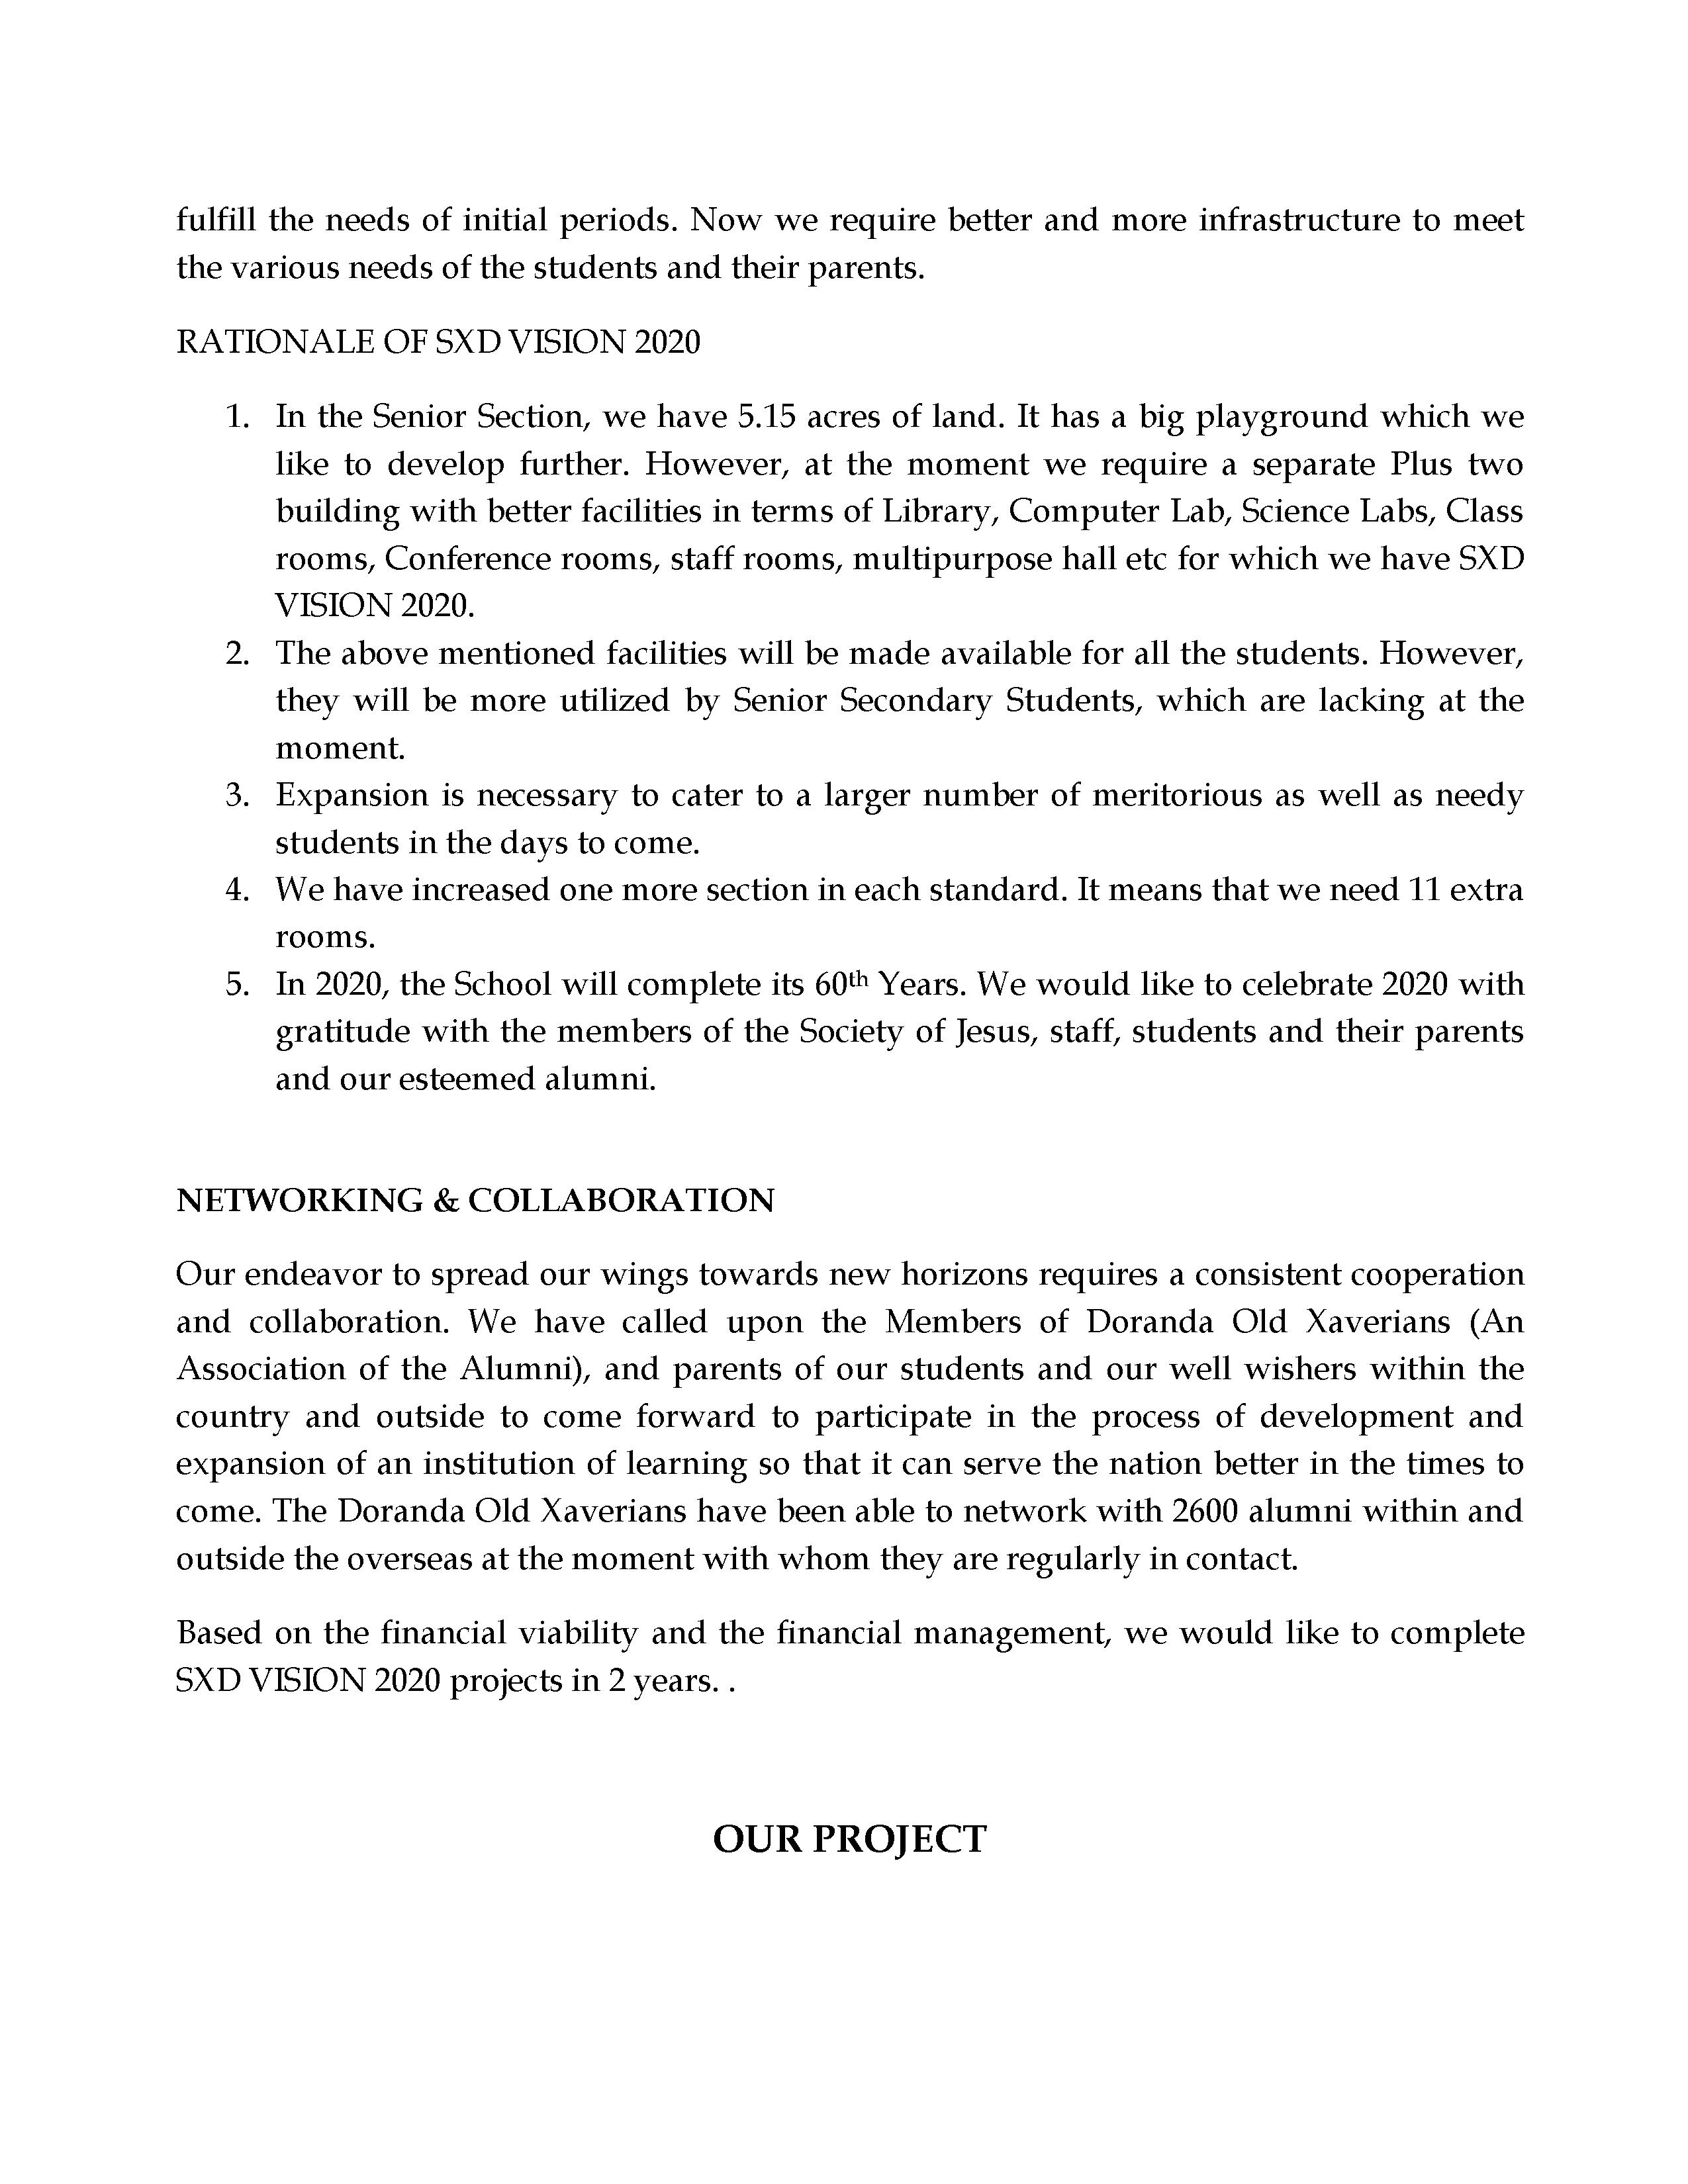 fulfill the needs of initial periods. Now we require better and more infrastructure to meet
the various needs of the students and their parents.
RATIONALE OF SXD VISION 2020
1. In the Senior Section, we have 5.15 acres of land. It has a big playground which we
like to develop further. However, at the moment we require a separate Plus two
building with better facilities in terms of Library, Computer Lab, Science Labs, Class
rooms, Conference rooms, staff rooms, multipurpose hall etc for which we have SXD
VISION 2020.
2. The above mentioned facilities will be made available for all the students. However,
they will be more utilized by Senior Secondary Students, which are lacking at the
moment.
3. Expansion is necessary to cater to a larger number of meritorious as well as needy
students in the days to come.
4. We have increased one more section in each standard. It means that we need 11 extra
rooms.
5. In 2020, the School will complete its 60th Years. We would like to celebrate 2020 with
gratitude with the members of the Society of Jesus, staff, students and their parents
and our esteemed alumni.
NETWORKING & COLLABORATION
Our endeavor to spread our wings towards new horizons requires a consistent cooperation
and collaboration. We have called upon the Members of Doranda Old Xaverians (An
Association of the Alumni), and parents of our students and our well wishers within the
country and outside to come forward to participate in the process of development and
expansion of an institution of learning so that it can serve the nation better in the times to
come. The Doranda Old Xaverians have been able to network with 2600 alumni within and
outside the overseas at the moment with whom they are regularly in contact.
Based on the financial viability and the financial management, we would like to complete
SXD VISION 2020 projects in 2 years. .
OUR PROJECT